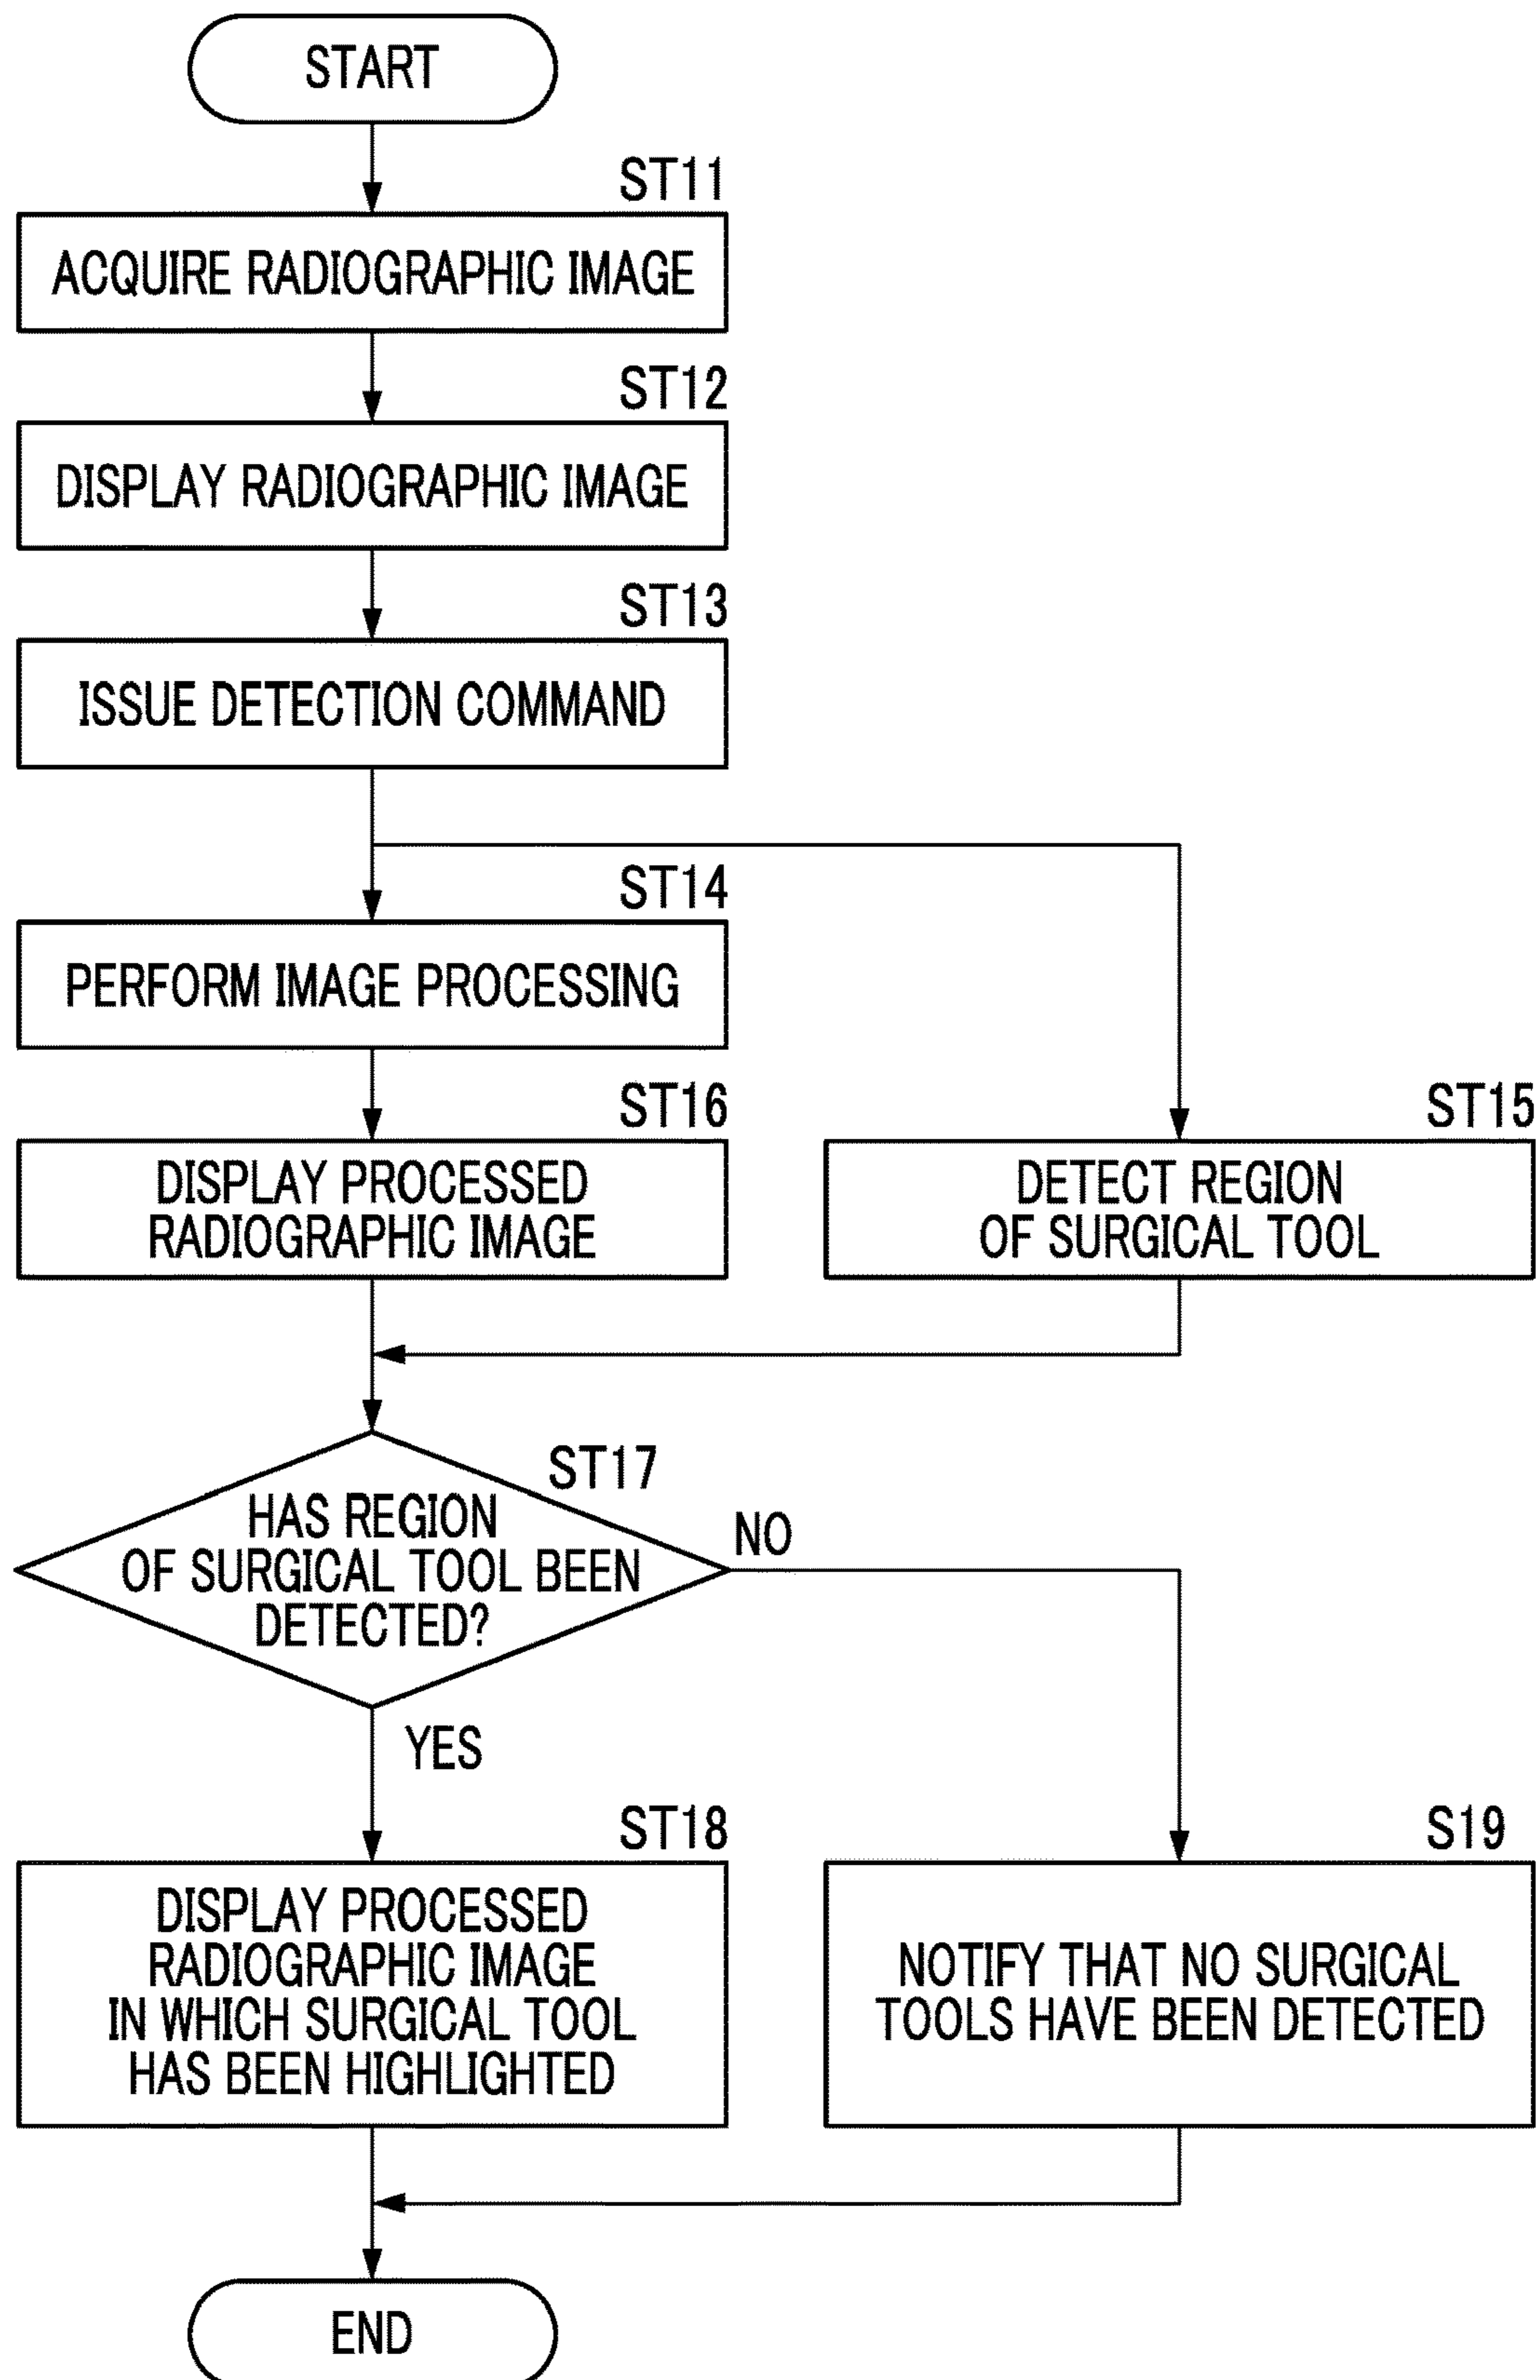 START
ST11
ACQUIRE RADIOGRAPHIC IMAGE
ST12
DISPLAY RADIOGRAPHIC IMAGE
ST13
ISSUE DETECTION COMMAND
ST14
PERFORM IMAGE PROCESSING
ST16
DISPLAY PROCESSED
RADIOGRAPHIC IMAGE
ST15
DETECT REGION
OF SURGICAL TOOL
ST17
HAS REGION
OF SURGICAL TOOL BEEN
DETECTED?
NO
YES
ST18
DISPLAY PROCESSED
RADIOGRAPHIC IMAGE
IN WHICH SURGICAL TOOL
HAS BEEN HIGHLIGHTED
S19
NOTIFY THAT NO SURGICAL
TOOLS HAVE BEEN DETECTED
END